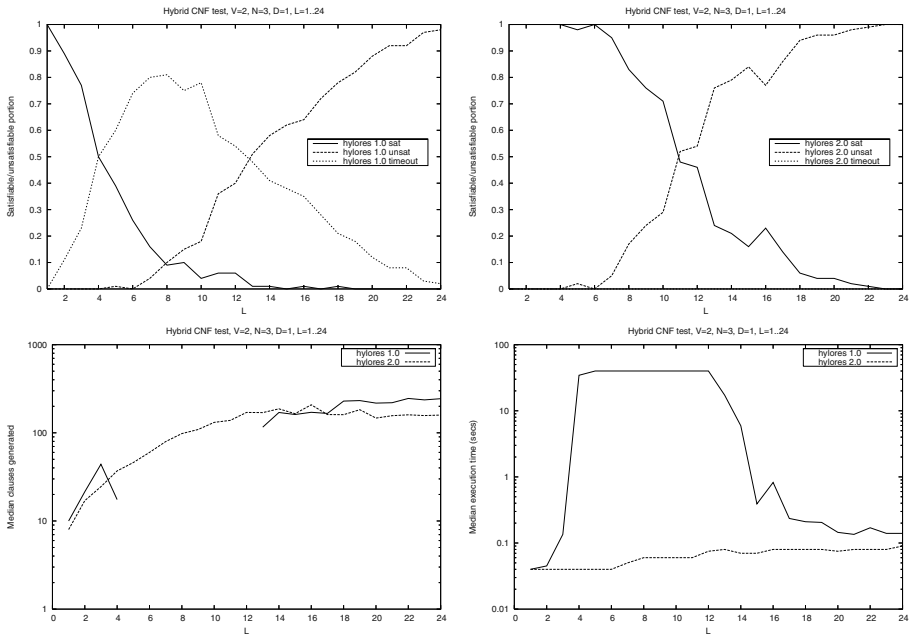 Hybrid CNF test, V=2, N=3, D=1, L=1..24
Satisfiable/unsatisfiable portion
1
0.9
0.8
0.7
0.6
0.5
0.4
0.3
0.2
0.1
0
hylores 1.0 sat
hylores 1.0 unsat
hylores 1.0 timeout
2 4 6 8 10 12 14 16 18 20 22 24
L
Hybrid CNF test, V=2, N=3, D=1, L=1..24
Satisfiable/unsatisfiable portion
1
0.9
0.8
0.7
0.6
0.5
0.4
0.3
0.2
0.1
0
hylores 2.0 sat
hylores 2.0 unsat
hylores 2.0 timeout
2 4 6 8 10 12 14 16 18 20 22 24
L
Hybrid CNF test, V=2, N=3, D=1, L=1..24
Median clauses generated
1000
100
10
1
hylores 1.0
hylores 2.0
0 2 4 6 8 10 12 14 16 18 20 22 24
L
Hybrid CNF test, V=2, N=3, D=1, L=1..24
Median execution time (secs)
100
10
1
0.1
0.01
hylores 1.0
hylores 2.0
0 2 4 6 8 10 12 14 16 18 20 22 24
L